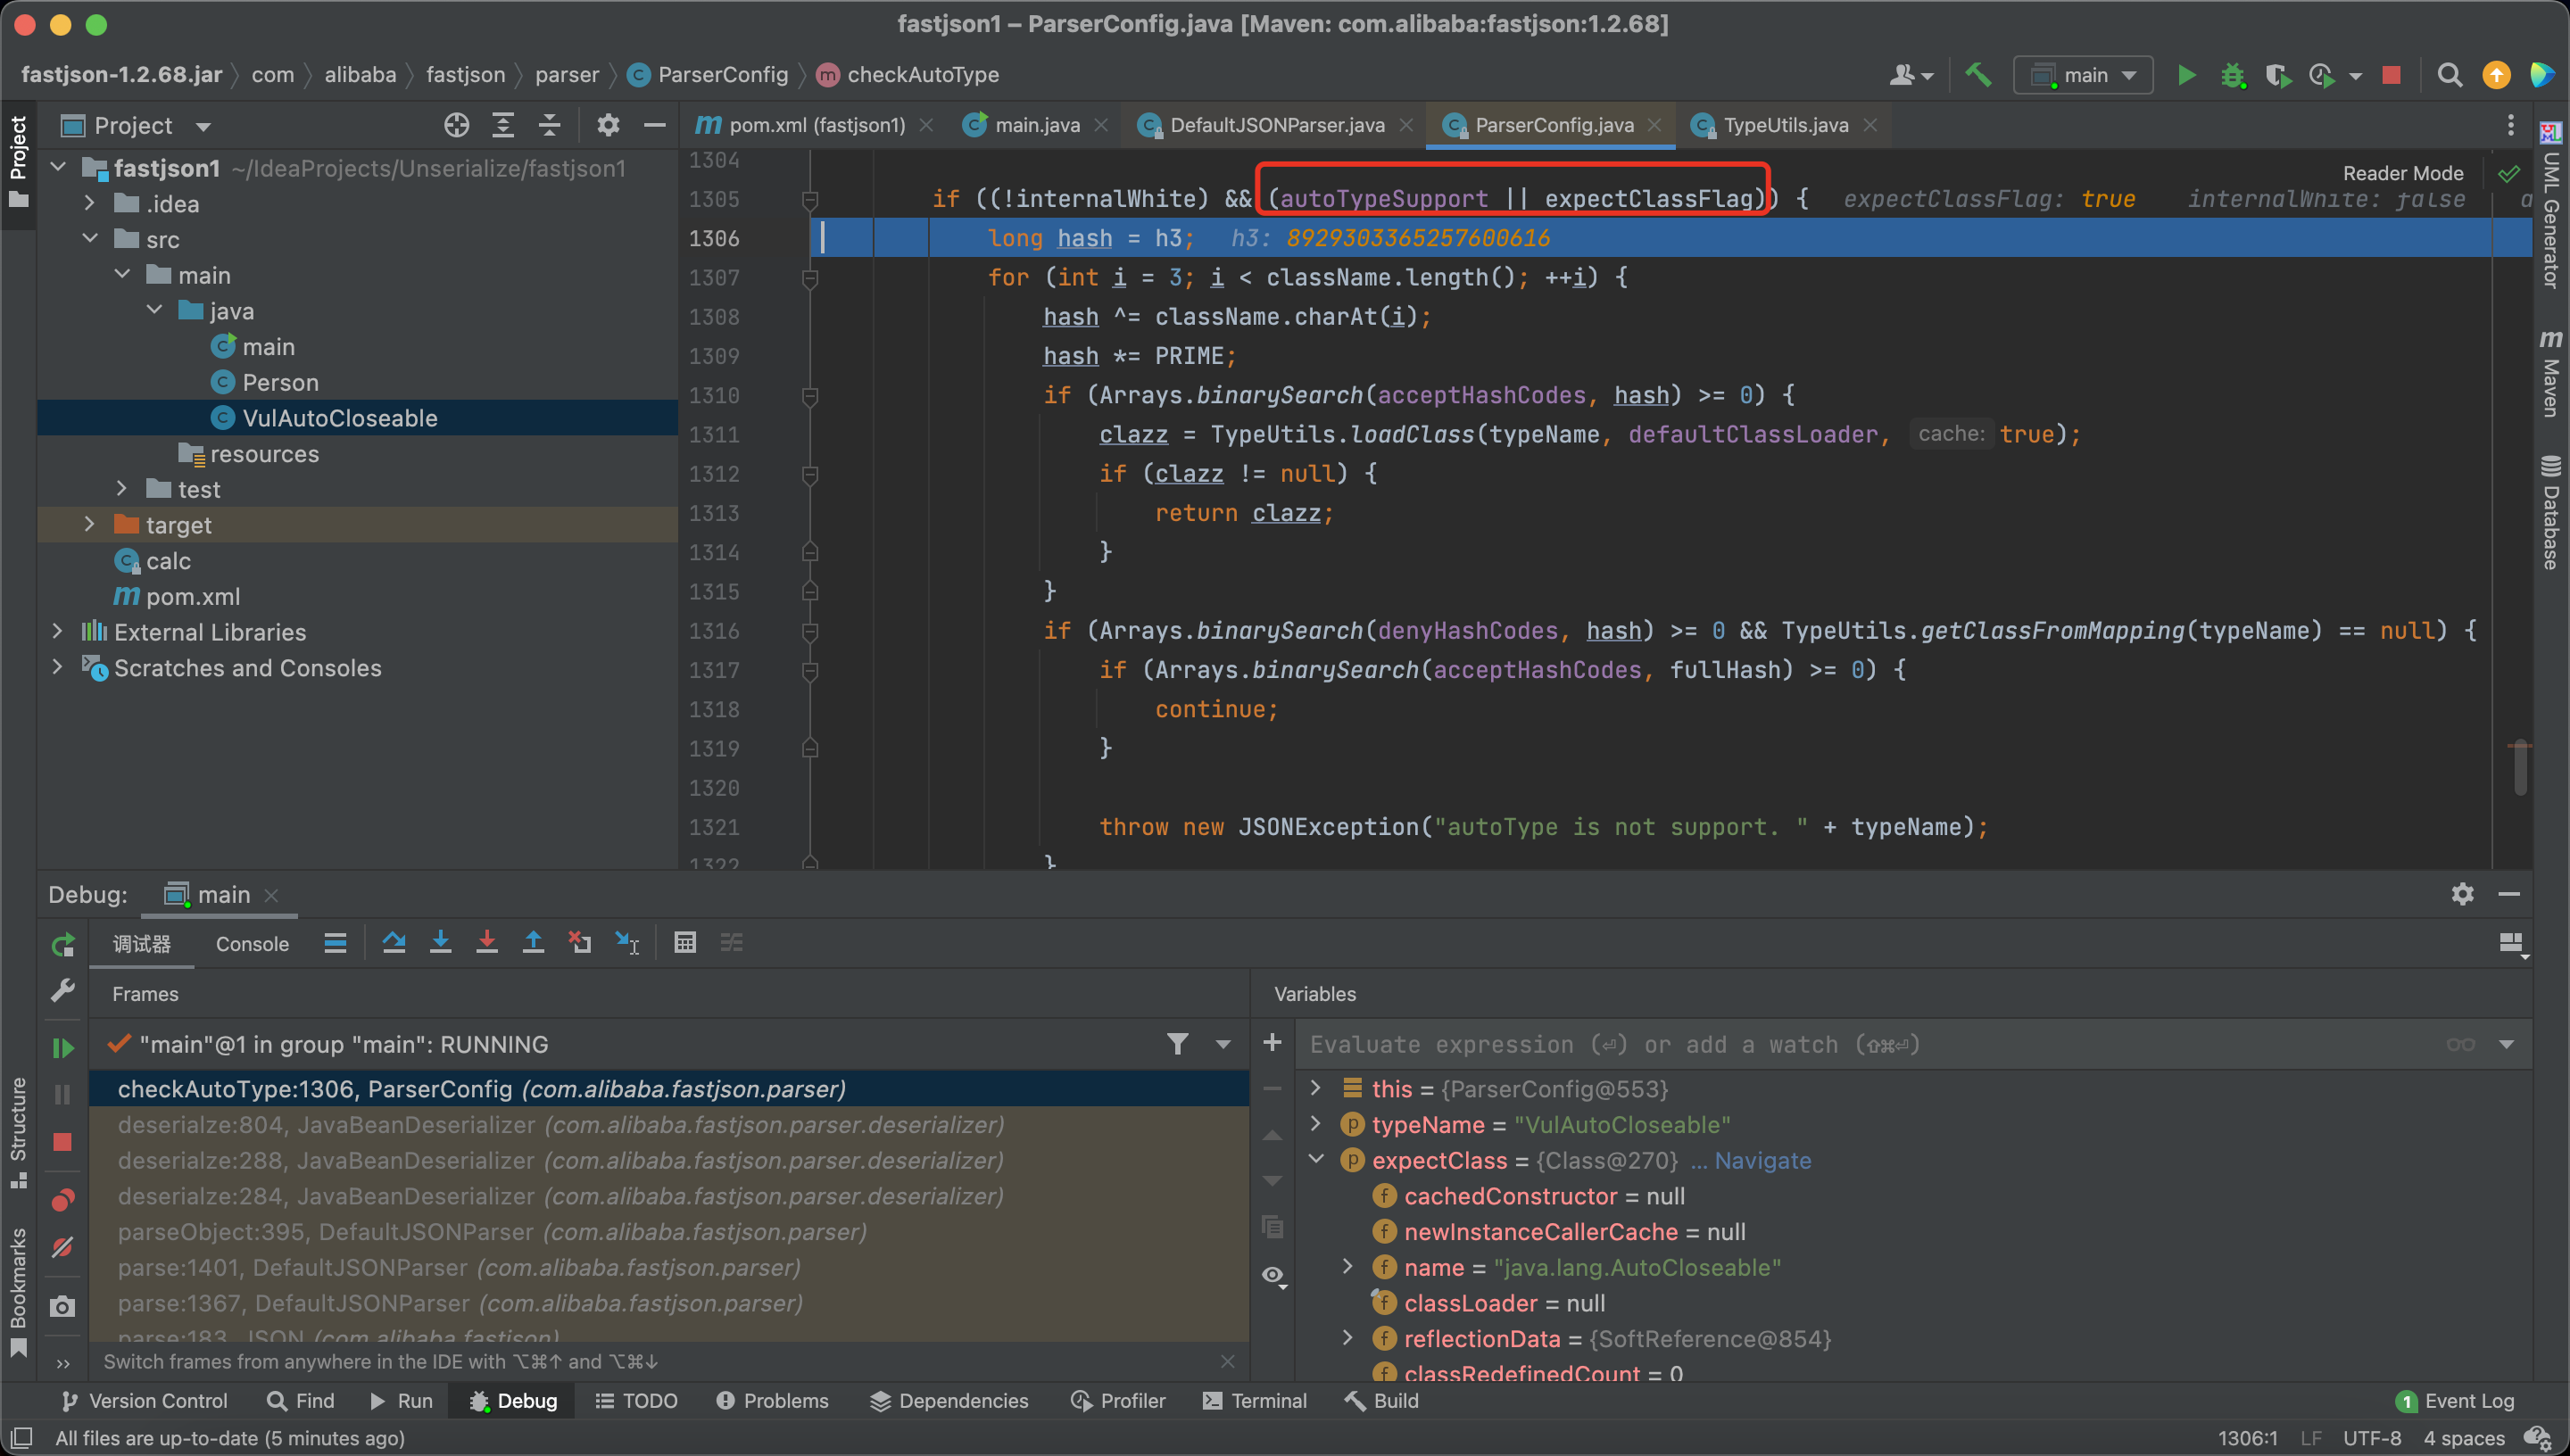 fastjson1 – ParserConfig.java [Maven: com.alibaba:fastjson:1.2.68]
fastjson-1.2.68.jar com alibaba fastjson parser ParserConfig checkAutoType
main
Project
pom.xml (fastjson1) main.java DefaultJSONParser.java ParserConfig.java TypeUtils.java
Project
fastjson1 ~/IdeaProjects/Unserialize/fastjson1
.idea
src
main
java
main
Person
VulAutoCloseable
resources
test
target
calc
pom.xml
External Libraries
Scratches and Consoles
Reader Mode
1304
1305 if ((!internalWhite) && (autoTypeSupport || expectClassFlag)) { expectClassFlag: true internalWhite: false
1306 long hash = h3; h3: 8929303365257600616
1307 for (int i = 3; i < className.length(); ++i) {
1308 hash ^= className.charAt(i);
1309 hash *= PRIME;
1310 if (Arrays.binarySearch(acceptHashCodes, hash) >= 0) {
1311 clazz = TypeUtils.loadClass(typeName, defaultClassLoader, cache: true);
1312 if (clazz != null) {
1313 return clazz;
1314 }
1315 }
1316 if (Arrays.binarySearch(denyHashCodes, hash) >= 0 && TypeUtils.getClassFromMapping(typeName) == null) {
1317 if (Arrays.binarySearch(acceptHashCodes, fullHash) >= 0) {
1318 continue;
1319 }
1320
1321 throw new JSONException("autoType is not support. " + typeName);
1322 }
UML Generator
Maven
Database
Debug: main
调试器 Console
Frames
"main"@1 in group "main": RUNNING
checkAutoType:1306, ParserConfig (com.alibaba.fastjson.parser)
deserialze:804, JavaBeanDeserializer (com.alibaba.fastjson.parser.deserializer)
deserialze:288, JavaBeanDeserializer (com.alibaba.fastjson.parser.deserializer)
deserialze:284, JavaBeanDeserializer (com.alibaba.fastjson.parser.deserializer)
parseObject:395, DefaultJSONParser (com.alibaba.fastjson.parser)
parse:1401, DefaultJSONParser (com.alibaba.fastjson.parser)
parse:1367, DefaultJSONParser (com.alibaba.fastjson.parser)
parse:183, JSON (com.alibaba.fastjson)
Switch frames from anywhere in the IDE with ⌥⌘↑ and ⌥⌘↓
Variables
Evaluate expression (⏎) or add a watch (⇧⌘⏎)
this = {ParserConfig@553}
typeName = "VulAutoCloseable"
expectClass = {Class@270} ... Navigate
cachedConstructor = null
newInstanceCallerCache = null
name = "java.lang.AutoCloseable"
classLoader = null
reflectionData = {SoftReference@854}
classRedefinedCount = 0
Structure
Bookmarks
Version Control Find Run Debug TODO Problems Dependencies Profiler Terminal Build 1 Event Log
All files are up-to-date (5 minutes ago) 1306:1 LF UTF-8 4 spaces